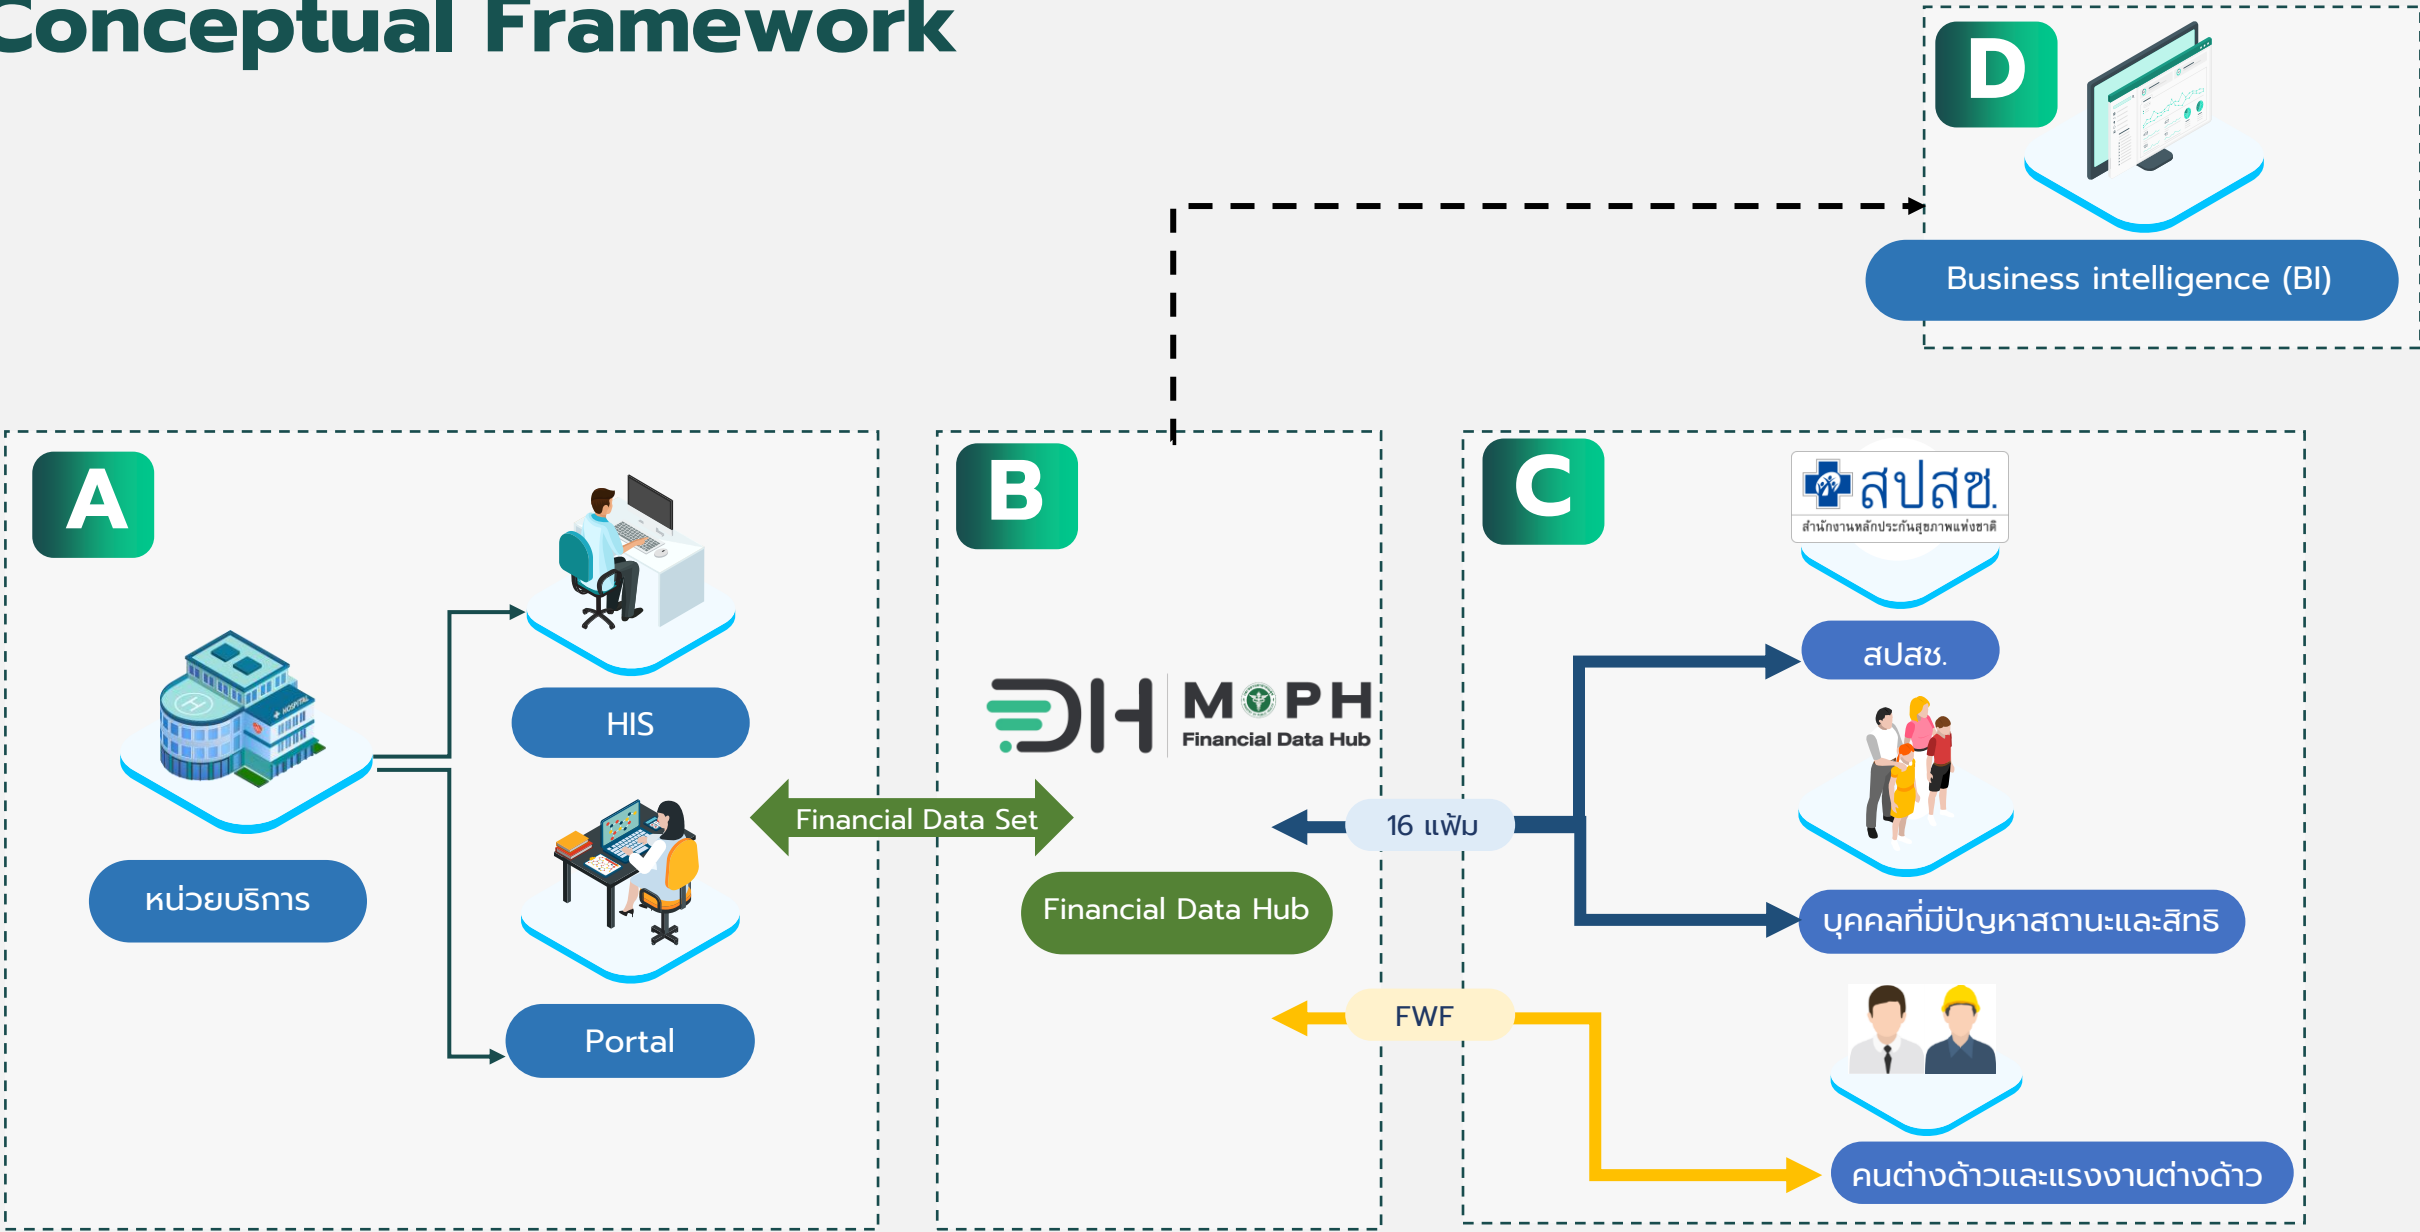 Conceptual Framework
D
Business intelligence (BI)
A
HOSPITAL
H
หน่วยบริการ
HIS
Portal
Financial Data Set
B
DH
MOPH
Financial Data Hub
Financial Data Hub
16 แฟ้ม
FWF
C
สปสช.
สำนักงานหลักประกันสุขภาพแห่งชาติ
สปสช.
บุคคลที่มีปัญหาสถานะและสิทธิ
คนต่างด้าวและแรงงานต่างด้าว